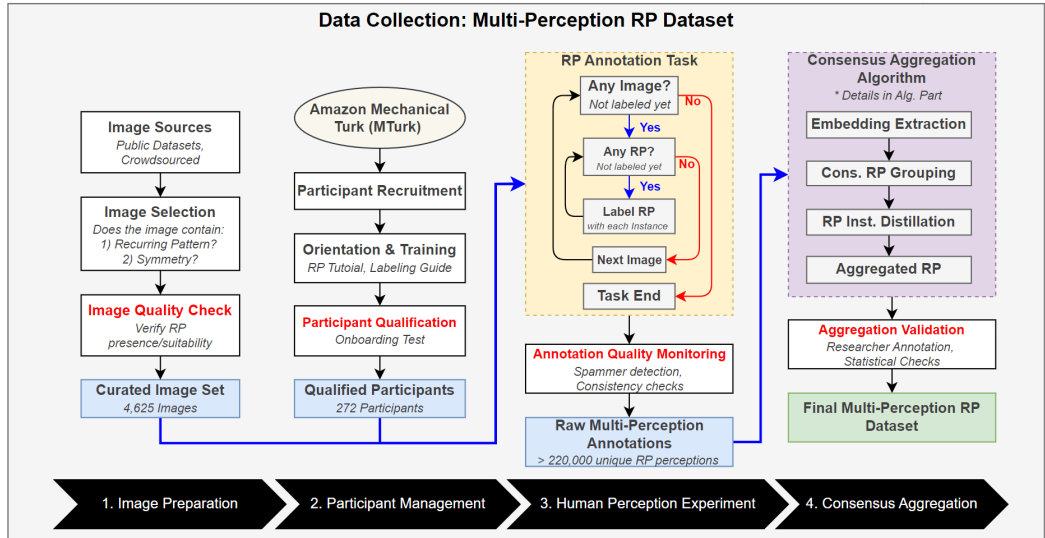 Data Collection: Multi-Perception RP Dataset
Image Sources
Public Datasets,
Crowdsourced
Image Selection
Does the image contain:
1) Recurring Pattern?
2) Symmetry?
Image Quality Check
Verify RP
presence/suitability
Curated Image Set
4,625 Images
Amazon Mechanical
Turk (MTurk)
Participant Recruitment
Orientation & Training
RP Tutoial, Labeling Guide
Participant Qualification
Onboarding Test
Qualified Participants
272 Participants
RP Annotation Task
Any Image?
Not labeled yet
No
Yes
Any RP?
Not labeled yet
No
Yes
Label RP
with each Instance
Next Image
Task End
Annotation Quality Monitoring
Spammer detection,
Consistency checks
Raw Multi-Perception
Annotations
> 220,000 unique RP perceptions
Consensus Aggregation
Algorithm
* Details in Alg. Part
Embedding Extraction
Cons. RP Grouping
RP Inst. Distillation
Aggregated RP
Aggregation Validation
Researcher Annotation,
Statistical Checks
Final Multi-Perception RP
Dataset
1. Image Preparation
2. Participant Management
3. Human Perception Experiment
4. Consensus Aggregation